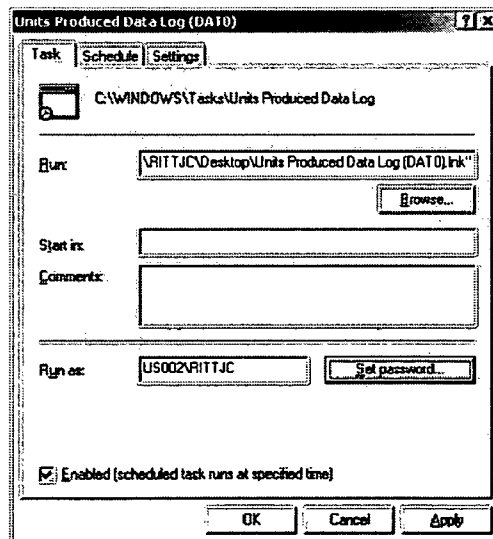 Units Produced Data Log (DAT0)
Task Schedule Settings
C:\WINDOWS\Tasks\Units Produced Data Log
Run: \RITTJC\Desktop\Units Produced Data Log (DAT0).lnk"
Browse...
Start in:
Comments:
Run as: US002\RITTJC Set password...
Enabled (scheduled task runs at specified time)
OK Cancel Apply